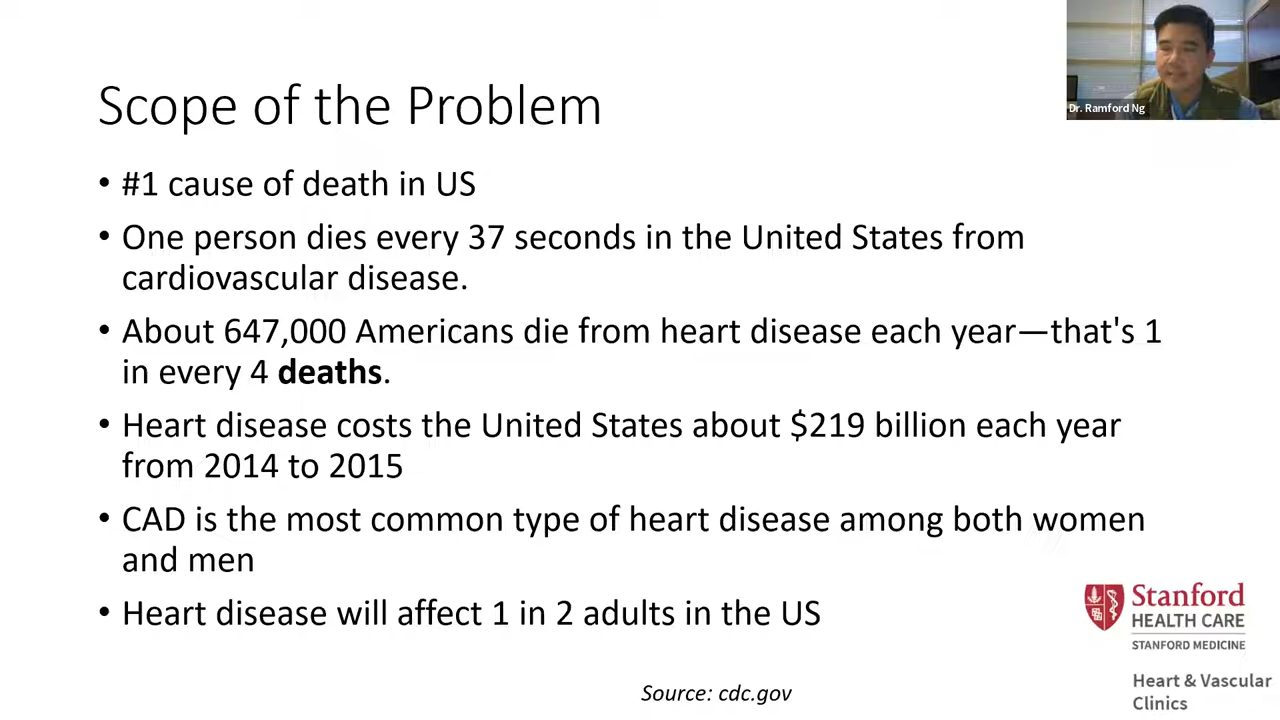 Dr. Ramford Ng
Scope of the Problem
• #1 cause of death in US
• One person dies every 37 seconds in the United States from
cardiovascular disease.
• About 647,000 Americans die from heart disease each year—that's 1
in every 4 deaths.
• Heart disease costs the United States about $219 billion each year
from 2014 to 2015
• CAD is the most common type of heart disease among both women
and men
• Heart disease will affect 1 in 2 adults in the US
Stanford
HEALTH CARE
STANFORD MEDICINE
Heart & Vascular
Clinics
Source: cdc.gov